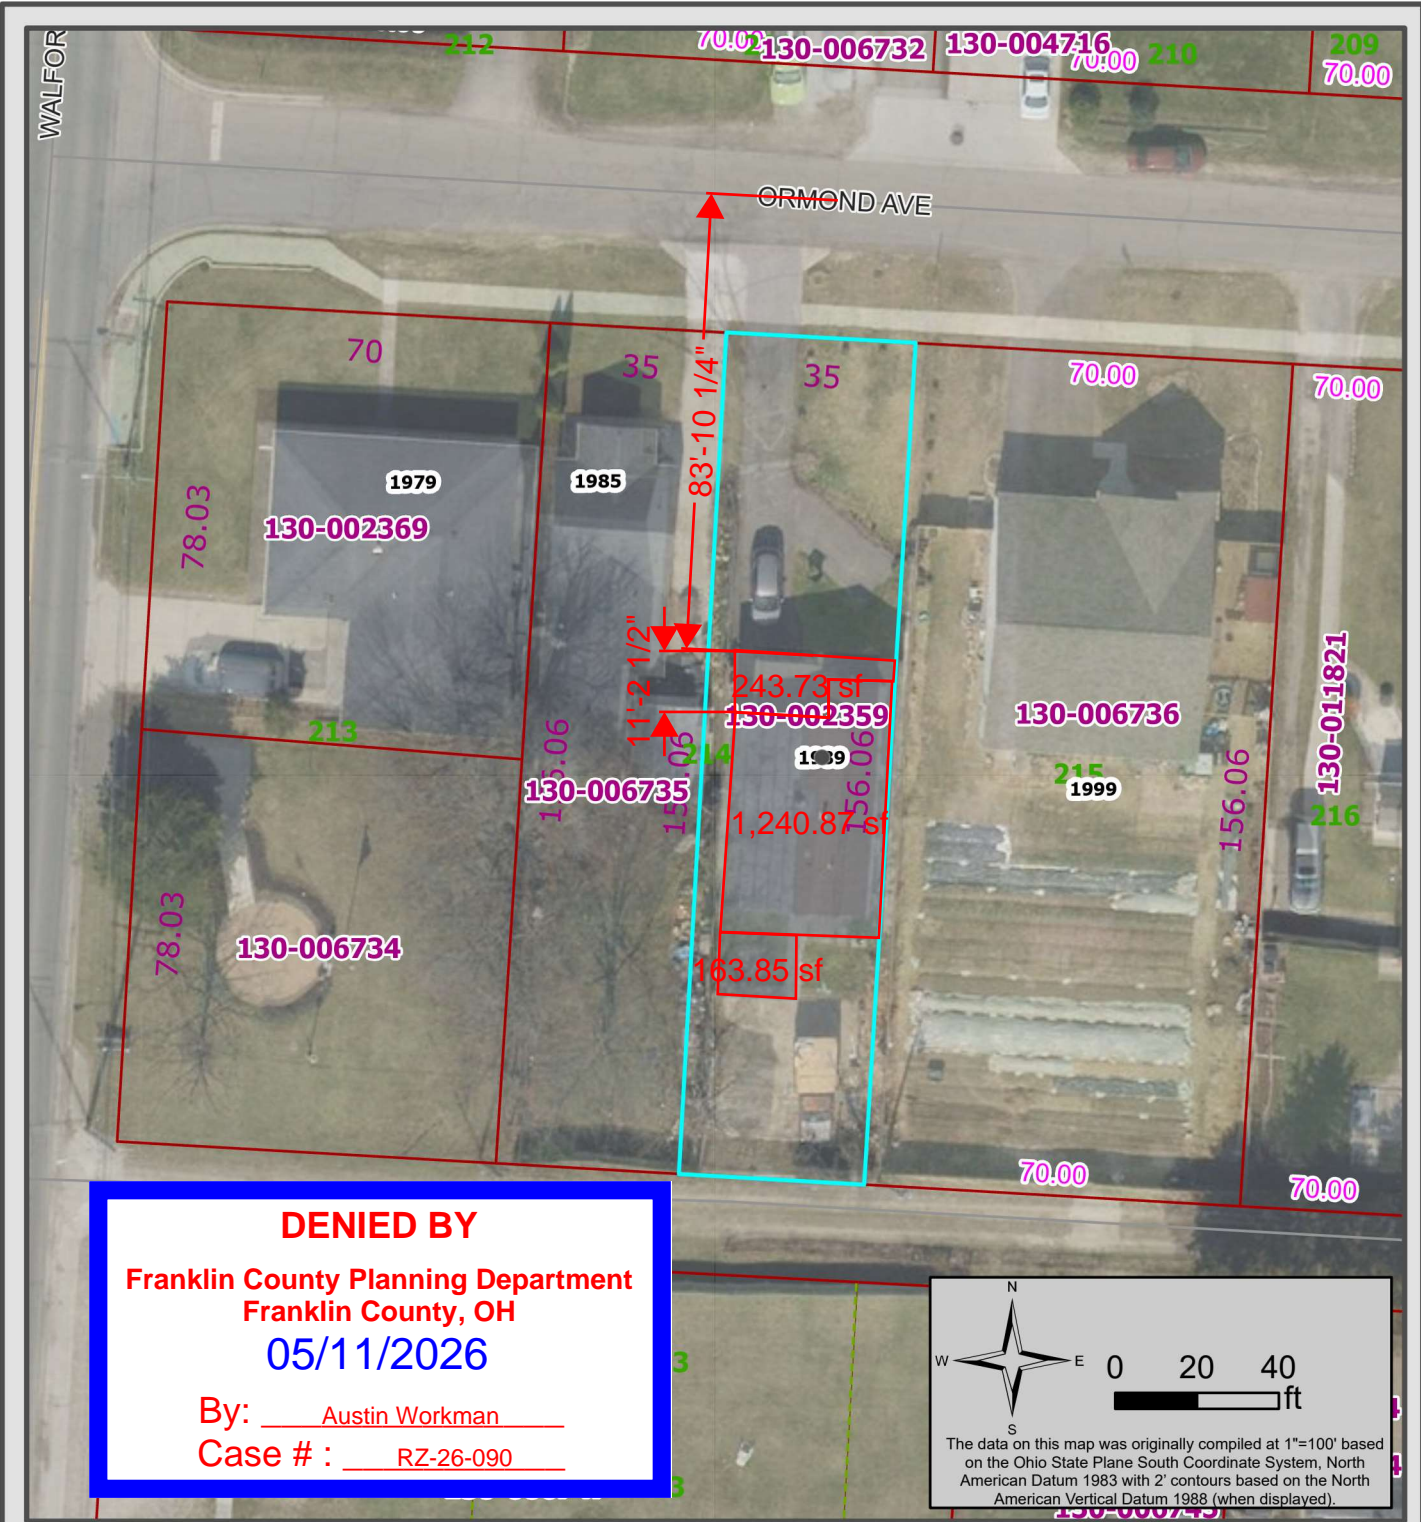 WALFOR
212
70.00
130-006732
130-004716
70.00
210
209
70.00
ORMOND AVE
70
35
35
70.00
70.00
83'-10 1/4"
1979
130-002369
1985
78.03
11'-2 1/2"
243.73 sf
130-002359
130-006736
130-011821
213
214
156.06
215
1999
156.06
216
130-006735
1,240.87 sf
78.03
130-006734
163.85 sf
70.00
70.00
DENIED BY
Franklin County Planning Department
Franklin County, OH
05/11/2026
By: Austin Workman
Case # : RZ-26-090
3
3
N
W E
S
0 20 40
ft
The data on this map was originally compiled at 1"=100' based
on the Ohio State Plane South Coordinate System, North
American Datum 1983 with 2' contours based on the North
American Vertical Datum 1988 (when displayed).
130-006745